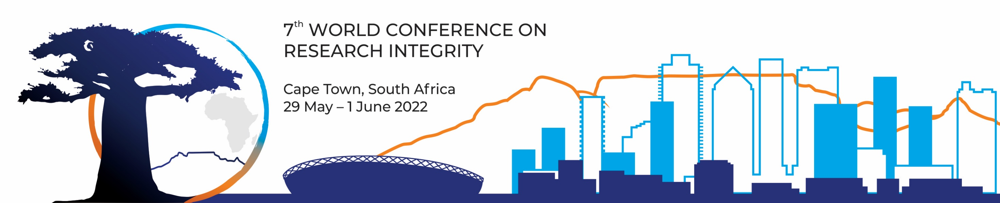 7th WORLD CONFERENCE ON
RESEARCH INTEGRITY
Cape Town, South Africa
29 May – 1 June 2022